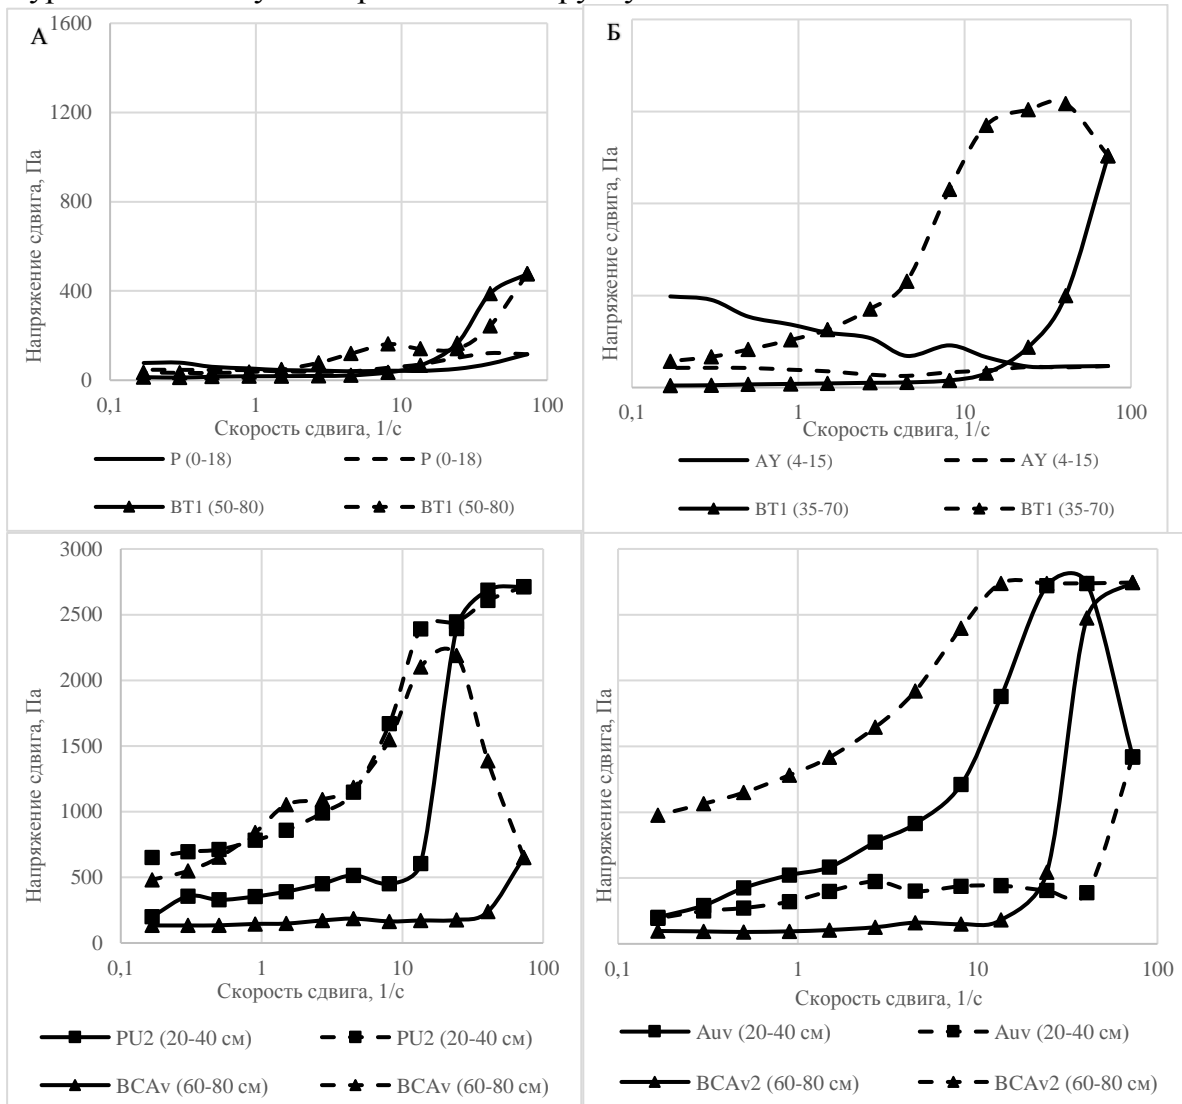 А
1600
1200
800
400
0
0,1
1
10
100
Напряжение сдвига, Па
Скорость сдвига, 1/с
P (0-18)
P (0-18)
BT1 (50-80)
BT1 (50-80)
Б
0,1
1
10
100
Напряжение сдвига, Па
Скорость сдвига, 1/с
AY (4-15)
AY (4-15)
BT1 (35-70)
BT1 (35-70)
3000
2500
2000
1500
1000
500
0
0,1
1
10
100
Напряжение сдвига, Па
Скорость сдвига, 1/с
PU2 (20-40 см)
PU2 (20-40 см)
BCAv (60-80 см)
BCAv (60-80 см)
0,1
1
10
100
Напряжение сдвига, Па
Скорость сдвига, 1/с
Auv (20-40 см)
Auv (20-40 см)
BCAv2 (60-80 см)
BCAv2 (60-80 см)